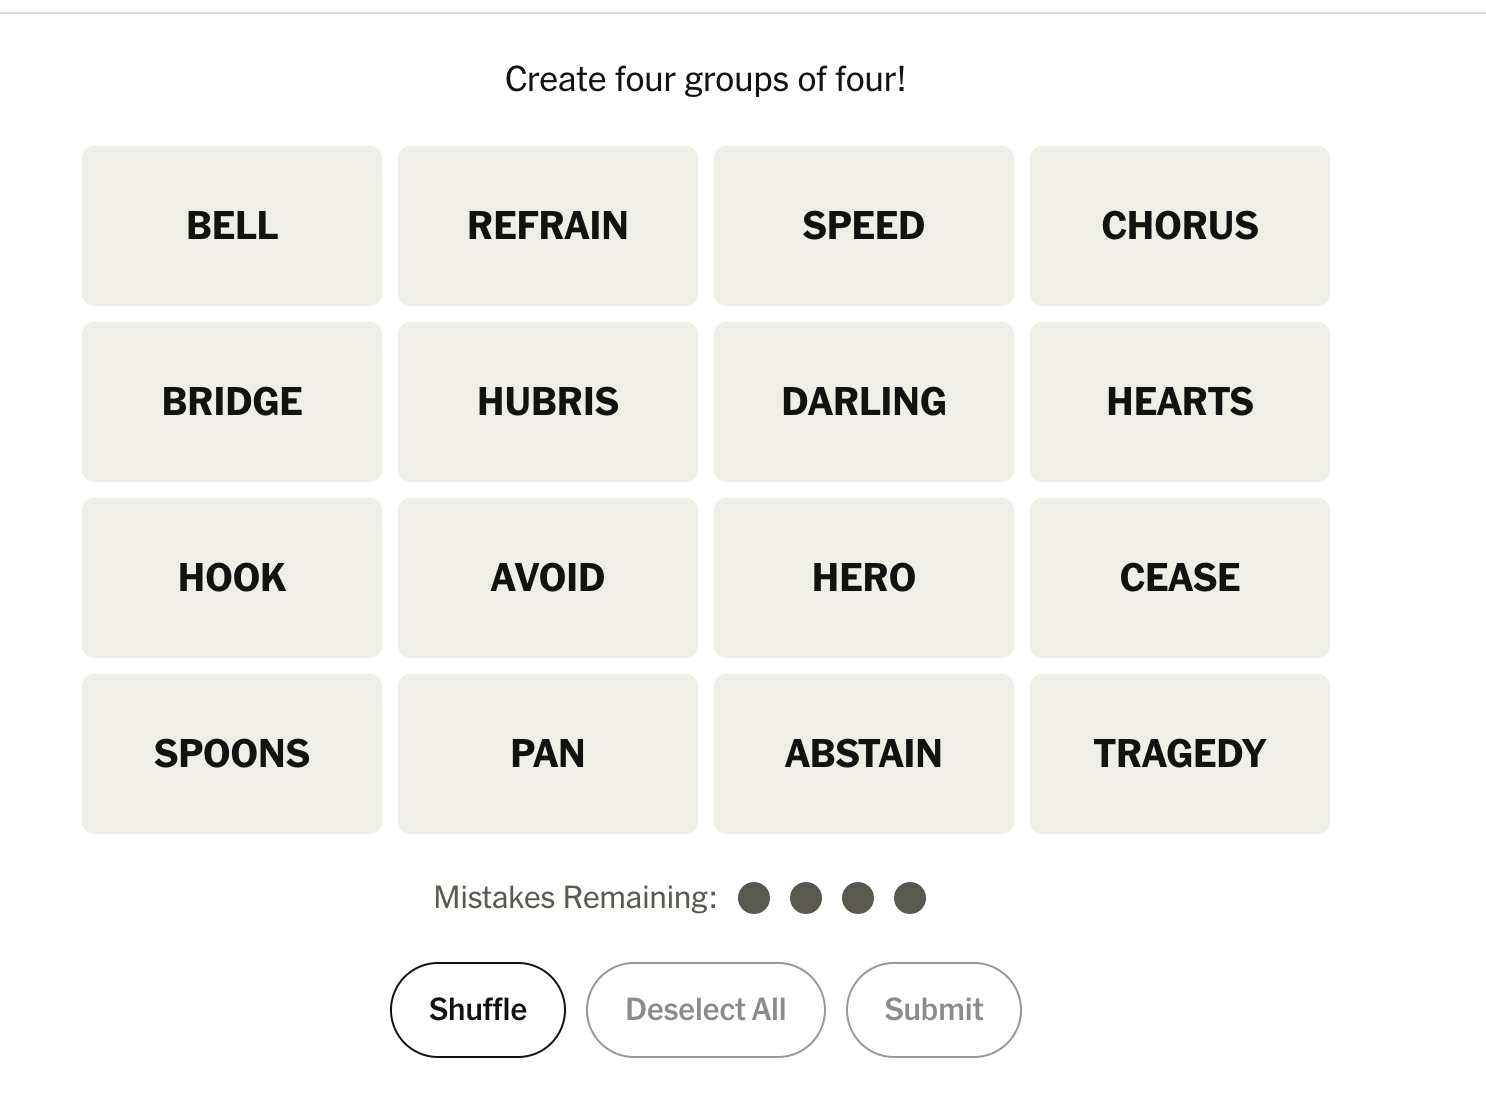 Create four groups of four!
BELL REFRAIN SPEED CHORUS
BRIDGE HUBRIS DARLING HEARTS
HOOK AVOID HERO CEASE
SPOONS PAN ABSTAIN TRAGEDY
Mistakes Remaining:
Shuffle Deselect All Submit